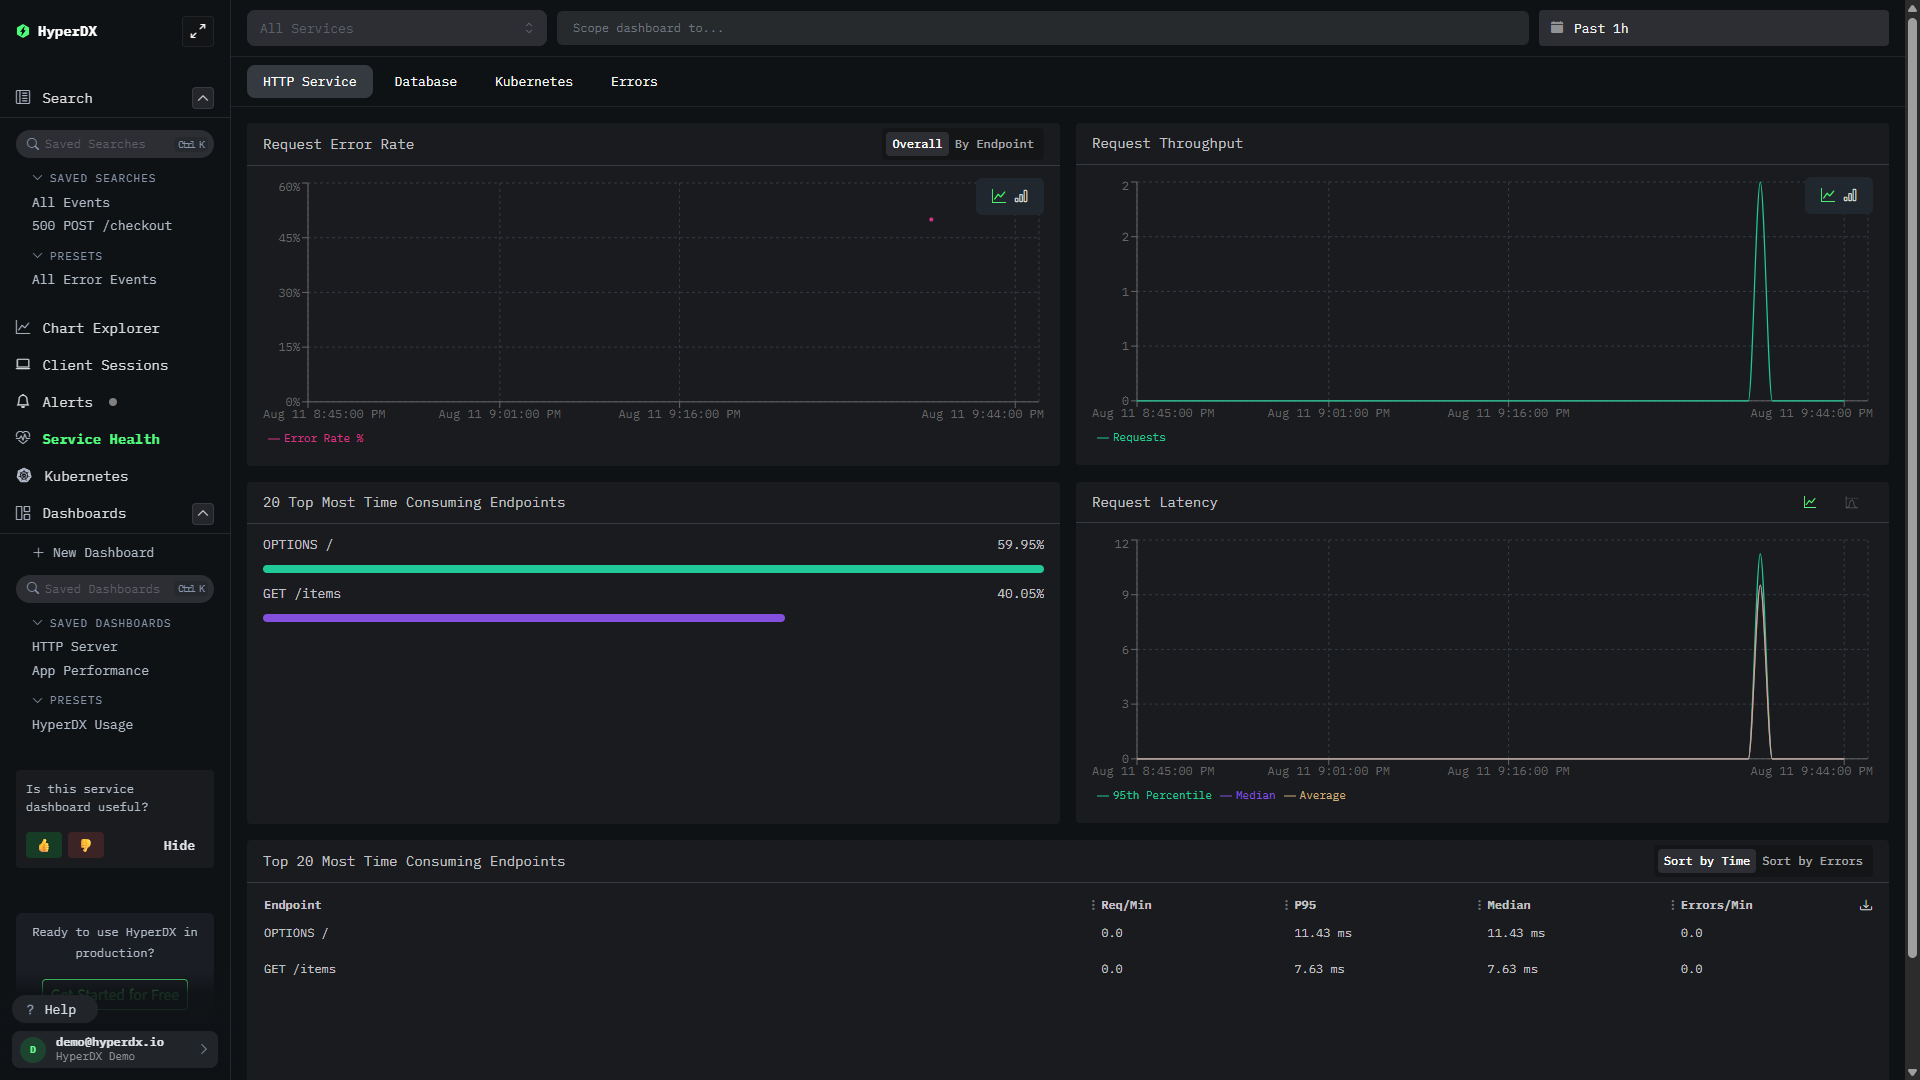 HyperDX
Search
Saved Searches Ctrl K
SAVED SEARCHES
All Events
500 POST /checkout
PRESETS
All Error Events
Chart Explorer
Client Sessions
Alerts
Service Health
Kubernetes
Dashboards
New Dashboard
Saved Dashboards Ctrl K
SAVED DASHBOARDS
HTTP Server
App Performance
PRESETS
HyperDX Usage
Is this service
dashboard useful?
Hide
Ready to use HyperDX in
production?
Get Started for Free
? Help
D
demo@hyperdx.io
HyperDX Demo
All Services
Scope dashboard to...
Past 1h
HTTP Service Database Kubernetes Errors
Request Error Rate
Overall By Endpoint
60%
45%
30%
15%
0%
Aug 11 8:45:00 PM Aug 11 9:01:00 PM Aug 11 9:16:00 PM Aug 11 9:44:00 PM
Error Rate %
Request Throughput
2
2
1
1
0
Aug 11 8:45:00 PM Aug 11 9:01:00 PM Aug 11 9:16:00 PM Aug 11 9:44:00 PM
Requests
20 Top Most Time Consuming Endpoints
OPTIONS / 59.95%
GET /items 40.05%
Request Latency
12
9
6
3
0
Aug 11 8:45:00 PM Aug 11 9:01:00 PM Aug 11 9:16:00 PM Aug 11 9:44:00 PM
95th Percentile Median Average
Top 20 Most Time Consuming Endpoints
Sort by Time Sort by Errors
Endpoint Req/Min P95 Median Errors/Min
OPTIONS / 0.0 11.43 ms 11.43 ms 0.0
GET /items 0.0 7.63 ms 7.63 ms 0.0